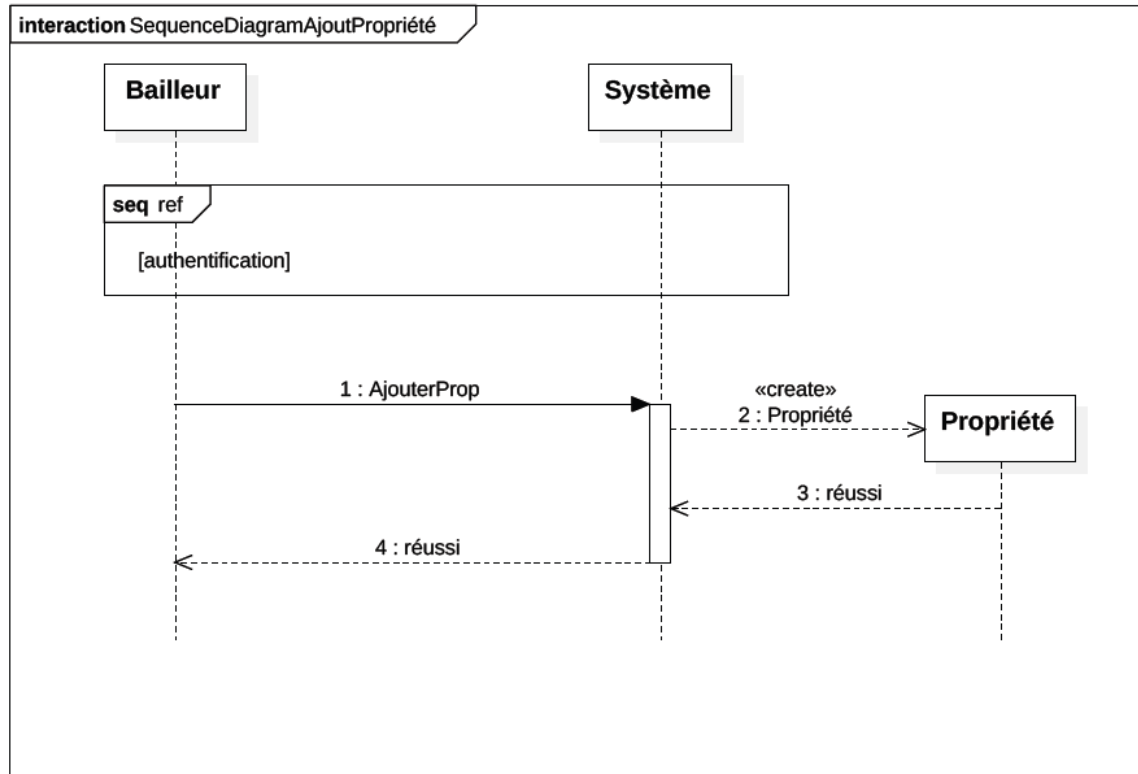 interaction SequenceDiagramAjoutPropriété
Bailleur
Système
seq ref
[authentification]
1 : AjouterProp
«create»
2 : Propriété
Propriété
3 : réussi
4 : réussi